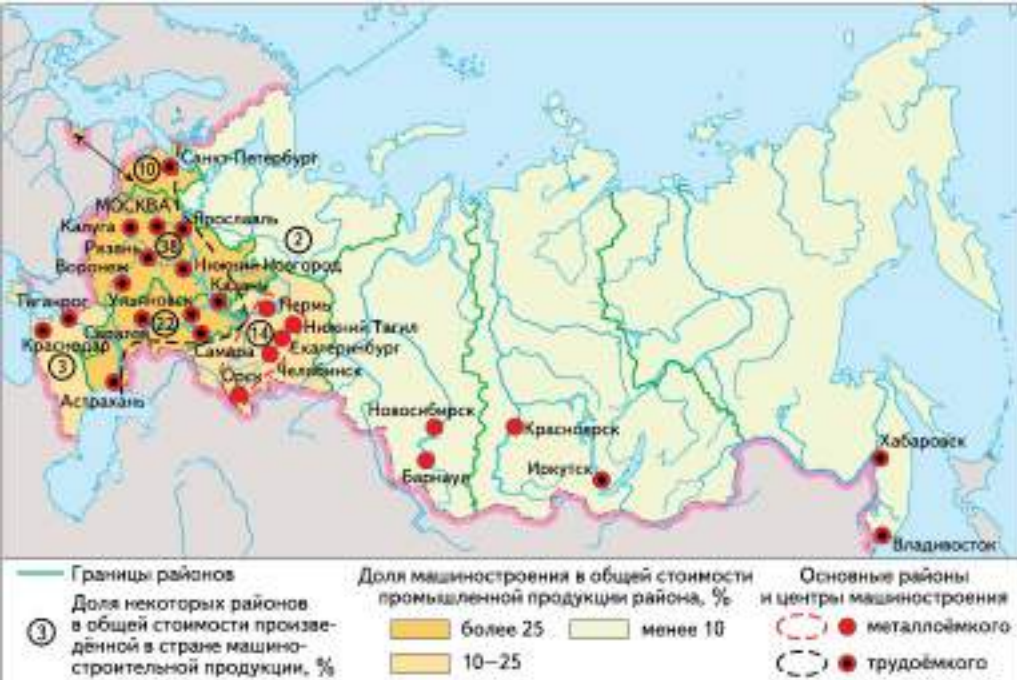 Санкт-Петербург
10
МОСКВА
Ярославль
Калуга
38
2
Рязань
Нижний Новгород
Воронеж
Казань
Таганрог
Ульяновск
Пермь
22
14
Нижний Тагил
Саратов
Екатеринбург
Краснодар
Самара
3
Челябинск
Орск
Астрахань
Новосибирск
Красноярск
Хабаровск
Иркутск
Барнаул
Владивосток
Границы районов
3
Доля некоторых районов
в общей стоимости произве-
дённой в стране машино-
строительной продукции, %
Доля машиностроения в общей стоимости
промышленной продукции района, %
более 25
менее 10
10–25
Основные районы
и центры машиностроения
металлоёмкого
трудоёмкого